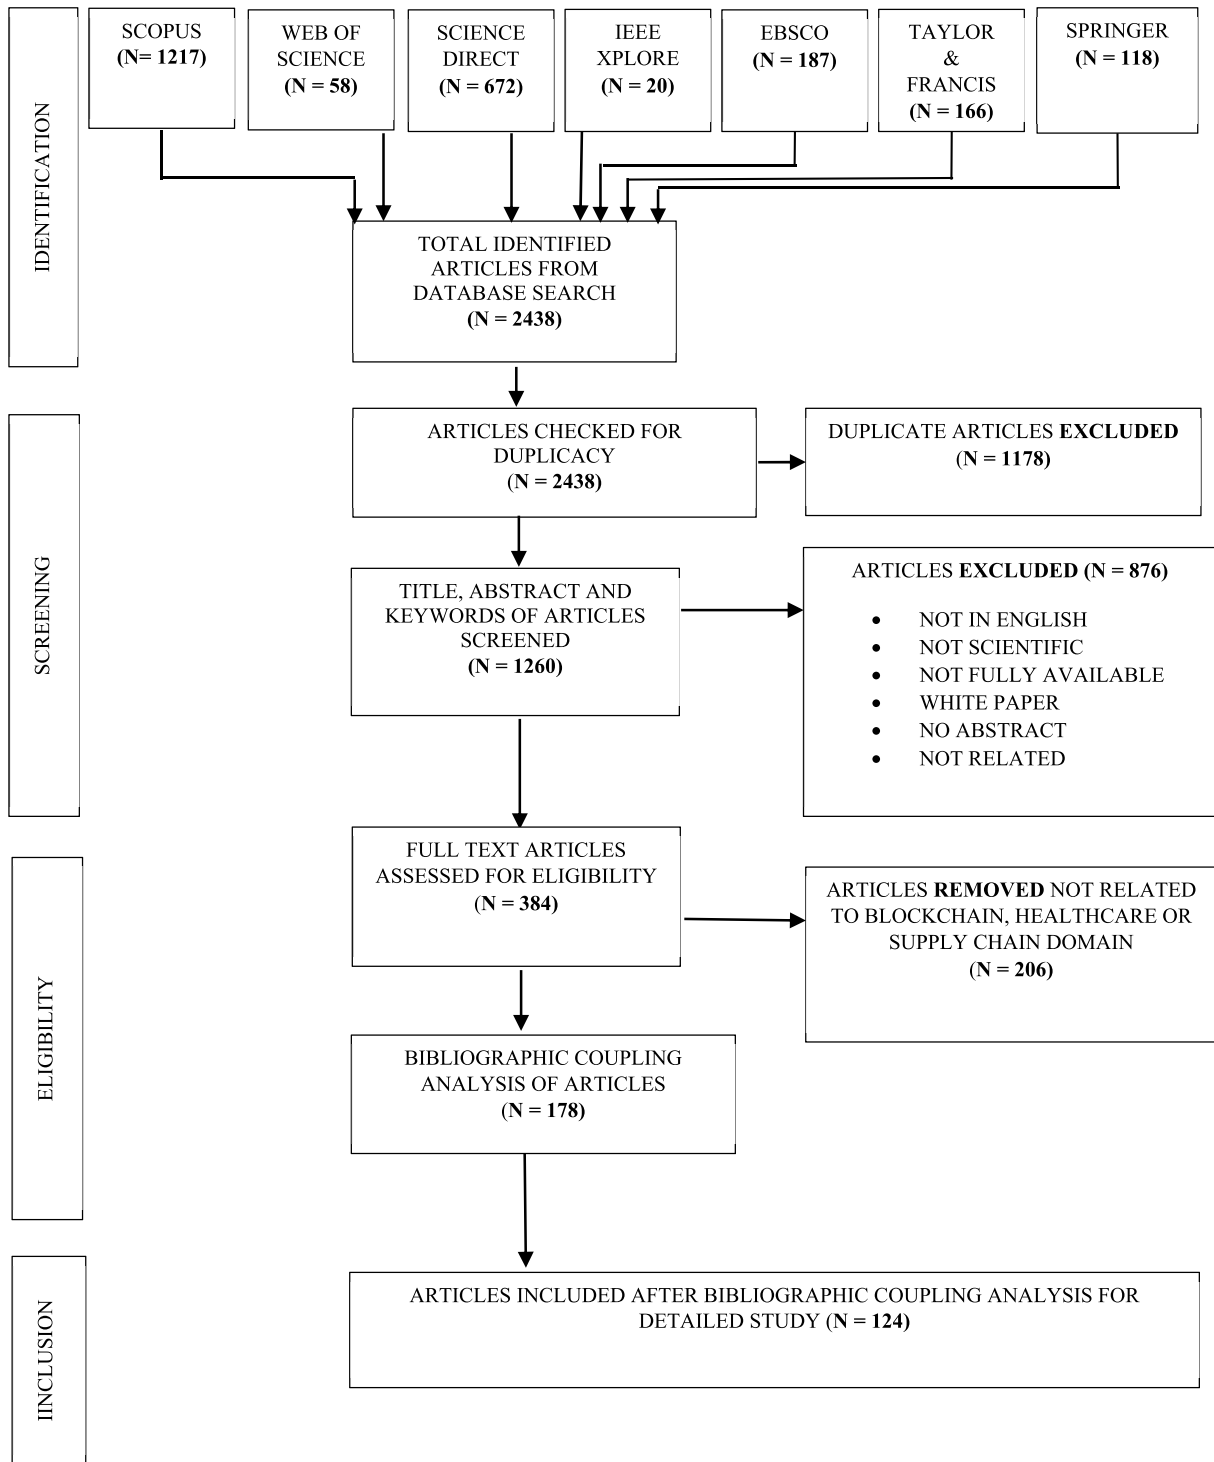 IDENTIFICATION
SCOPUS
(N= 1217)
WEB OF
SCIENCE
(N = 58)
SCIENCE
DIRECT
(N = 672)
IEEE
XPLORE
(N = 20)
EBSCO
(N = 187)
TAYLOR
&
FRANCIS
(N = 166)
SPRINGER
(N = 118)
TOTAL IDENTIFIED
ARTICLES FROM
DATABASE SEARCH
(N = 2438)
SCREENING
ARTICLES CHECKED FOR
DUPLICACY
(N = 2438)
DUPLICATE ARTICLES EXCLUDED
(N = 1178)
TITLE, ABSTRACT AND
KEYWORDS OF ARTICLES
SCREENED
(N = 1260)
ARTICLES EXCLUDED (N = 876)
• NOT IN ENGLISH
• NOT SCIENTIFIC
• NOT FULLY AVAILABLE
• WHITE PAPER
• NO ABSTRACT
• NOT RELATED
ELIGIBILITY
FULL TEXT ARTICLES
ASSESSED FOR ELIGIBILITY
(N = 384)
ARTICLES REMOVED NOT RELATED
TO BLOCKCHAIN, HEALTHCARE OR
SUPPLY CHAIN DOMAIN
(N = 206)
BIBLIOGRAPHIC COUPLING
ANALYSIS OF ARTICLES
(N = 178)
IINCLUSION
ARTICLES INCLUDED AFTER BIBLIOGRAPHIC COUPLING ANALYSIS FOR
DETAILED STUDY (N = 124)